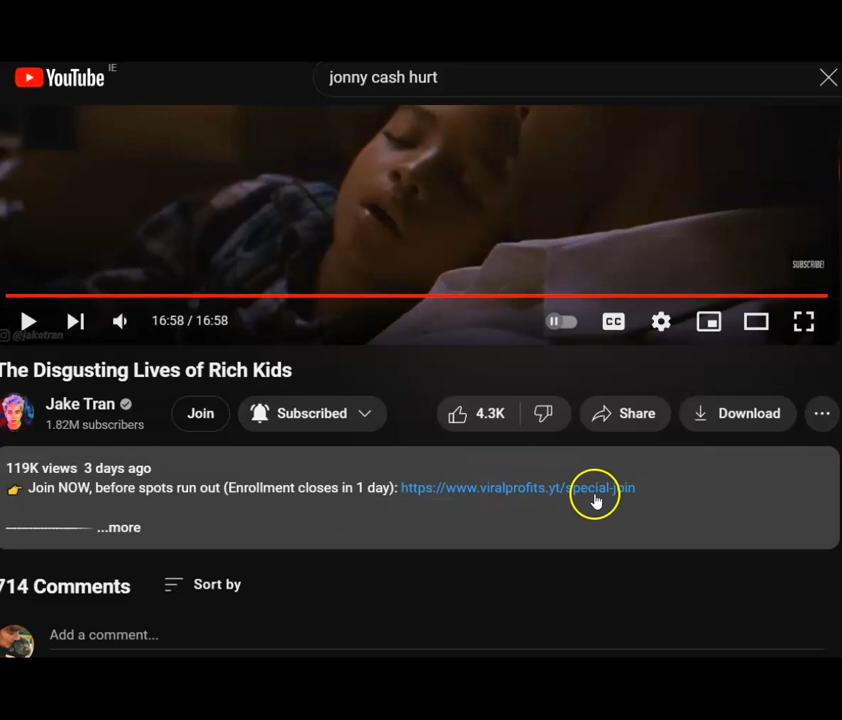 YouTube IE
jonny cash hurt
SUBSCRIBE!
16:58 / 16:58
CC
@jaketran
The Disgusting Lives of Rich Kids
Jake Tran
1.82M subscribers
Join
Subscribed
4.3K
Share
Download
119K views 3 days ago
👉 Join NOW, before spots run out (Enrollment closes in 1 day): https://www.viralprofits.yt/special-join
...more
714 Comments
Sort by
Add a comment...